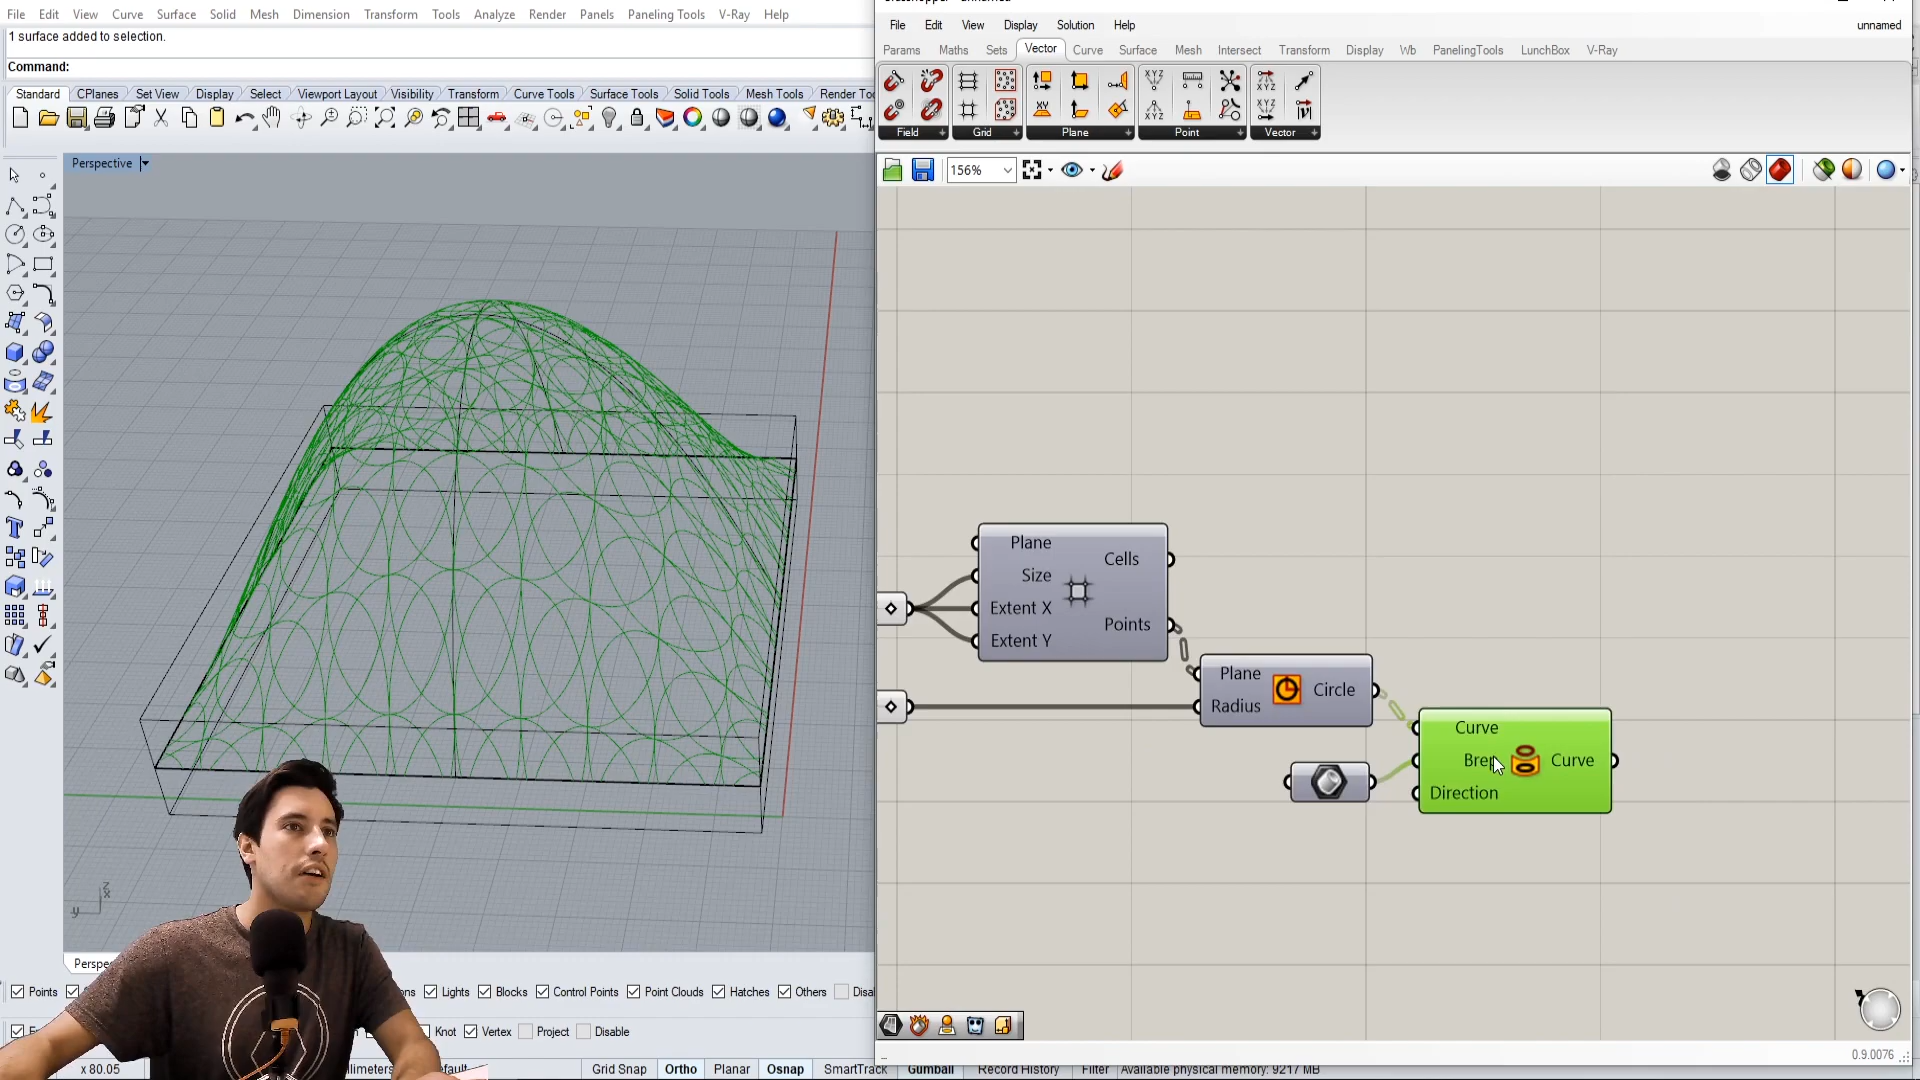 File Edit View Curve Surface Solid Mesh Dimension Transform Tools Analyze Render Panels Paneling Tools V-Ray Help
1 surface added to selection.
Command:
Standard CPlanes Set View Display Select Viewport Layout Visibility Transform Curve Tools Surface Tools Solid Tools Mesh Tools Render
Perspective
z
x
y
Points Lights Blocks Control Points Point Clouds Hatches Others
Knot Vertex Project Disable
x 80.05 Grid Snap Ortho Planar Osnap SmartTrack Gumball Record History Filter Available physical memory: 9217 MB
File Edit View Display Solution Help unnamed
Params Maths Sets Vector Curve Surface Mesh Intersect Transform Display Wb PanelingTools LunchBox V-Ray
Field Grid Plane Point Vector
156%
Plane
Size
Extent X
Extent Y
Cells
Points
Plane
Radius
Circle
Curve
Direction
Curve
0.9.0076